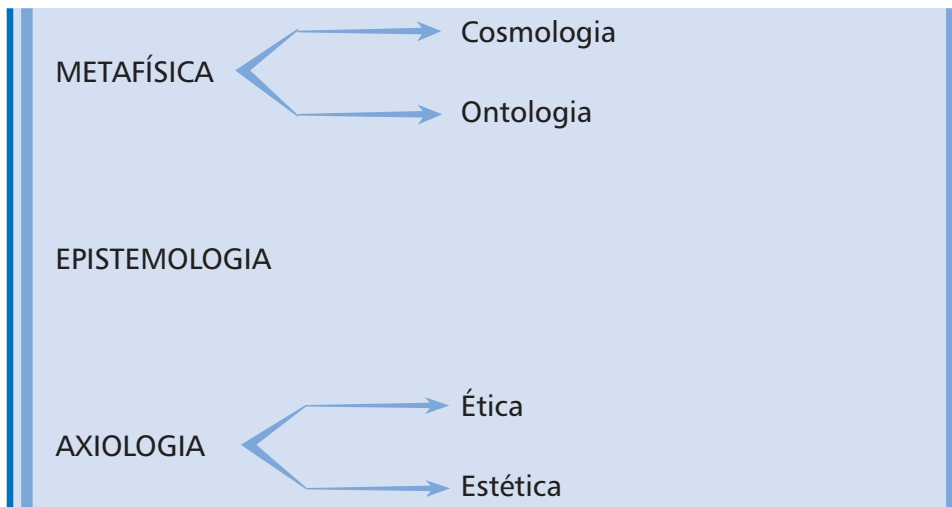 Cosmologia
METAFÍSICA
Ontologia
EPISTEMOLOGIA
Ética
AXIOLOGIA
Estética